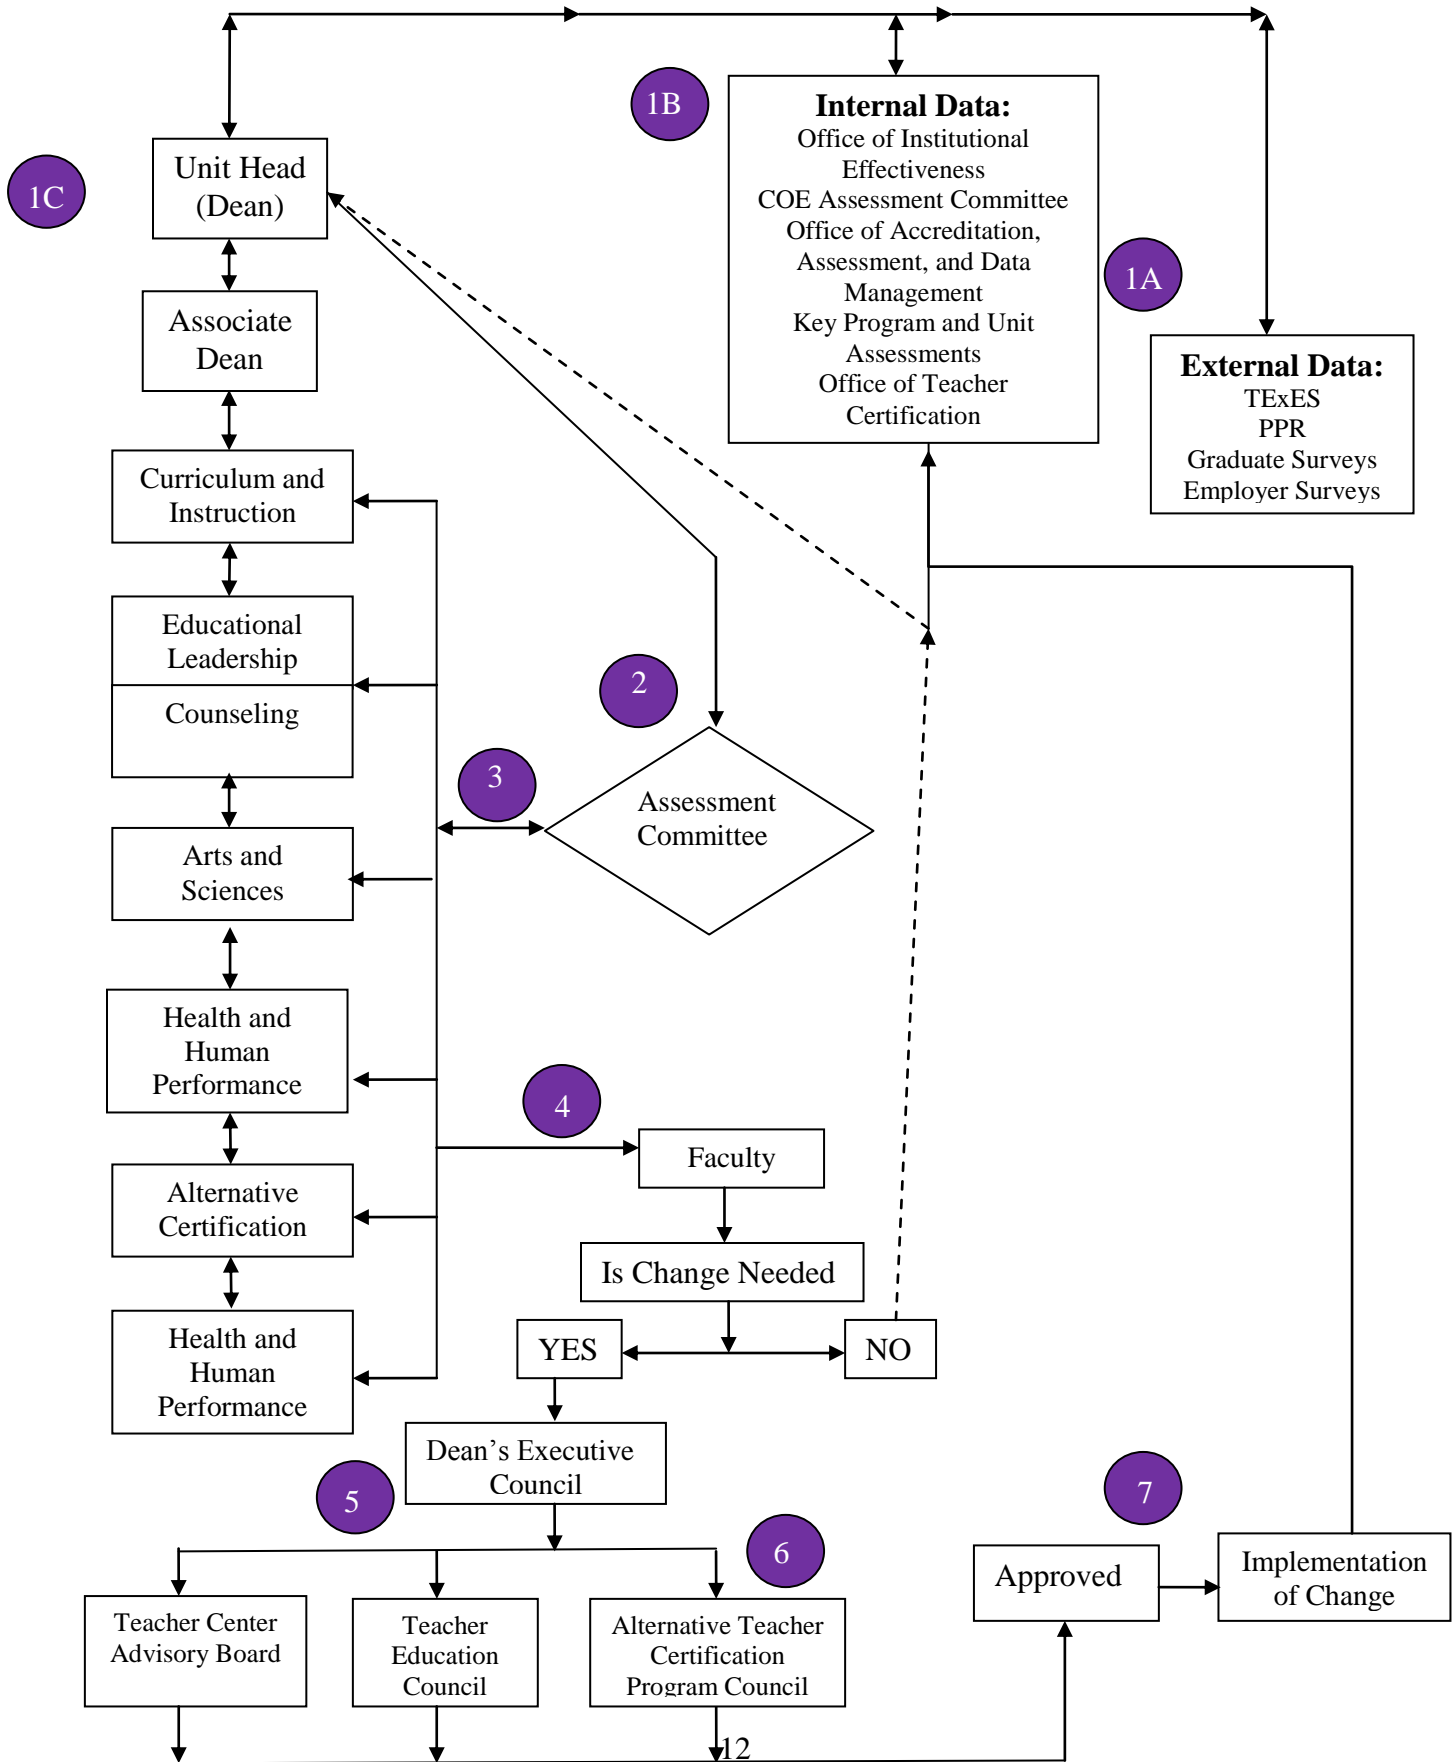 1B
Internal Data:
Office of Institutional
Effectiveness
COE Assessment Committee
Office of Accreditation,
Assessment, and Data
Management
Key Program and Unit
Assessments
Office of Teacher
Certification
1C
Unit Head
(Dean)
1A
External Data:
TExES
PPR
Graduate Surveys
Employer Surveys
Associate
Dean
Curriculum and
Instruction
Educational
Leadership
Counseling
2
3
Assessment
Committee
Arts and
Sciences
Health and
Human
Performance
4
Faculty
Alternative
Certification
Is Change Needed
YES
NO
Health and
Human
Performance
Dean’s Executive
Council
5
6
7
Teacher Center
Advisory Board
Teacher
Education
Council
Alternative Teacher
Certification
Program Council
Approved
Implementation
of Change
12